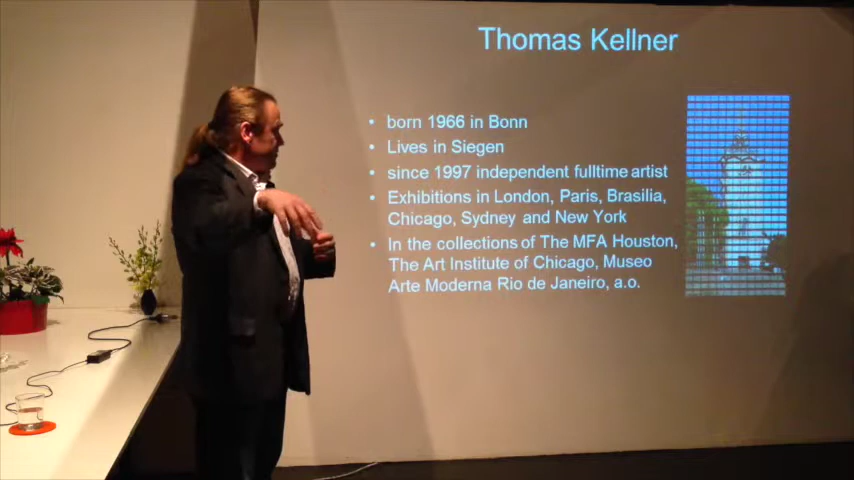 Thomas Kellner
• born 1966 in Bonn
• Lives in Siegen
• since 1997 independent fulltime artist
• Exhibitions in London, Paris, Brasilia,
Chicago, Sydney and New York
• In the collections of The MFA Houston,
The Art Institute of Chicago, Museo
Arte Moderna Rio de Janeiro, a.o.